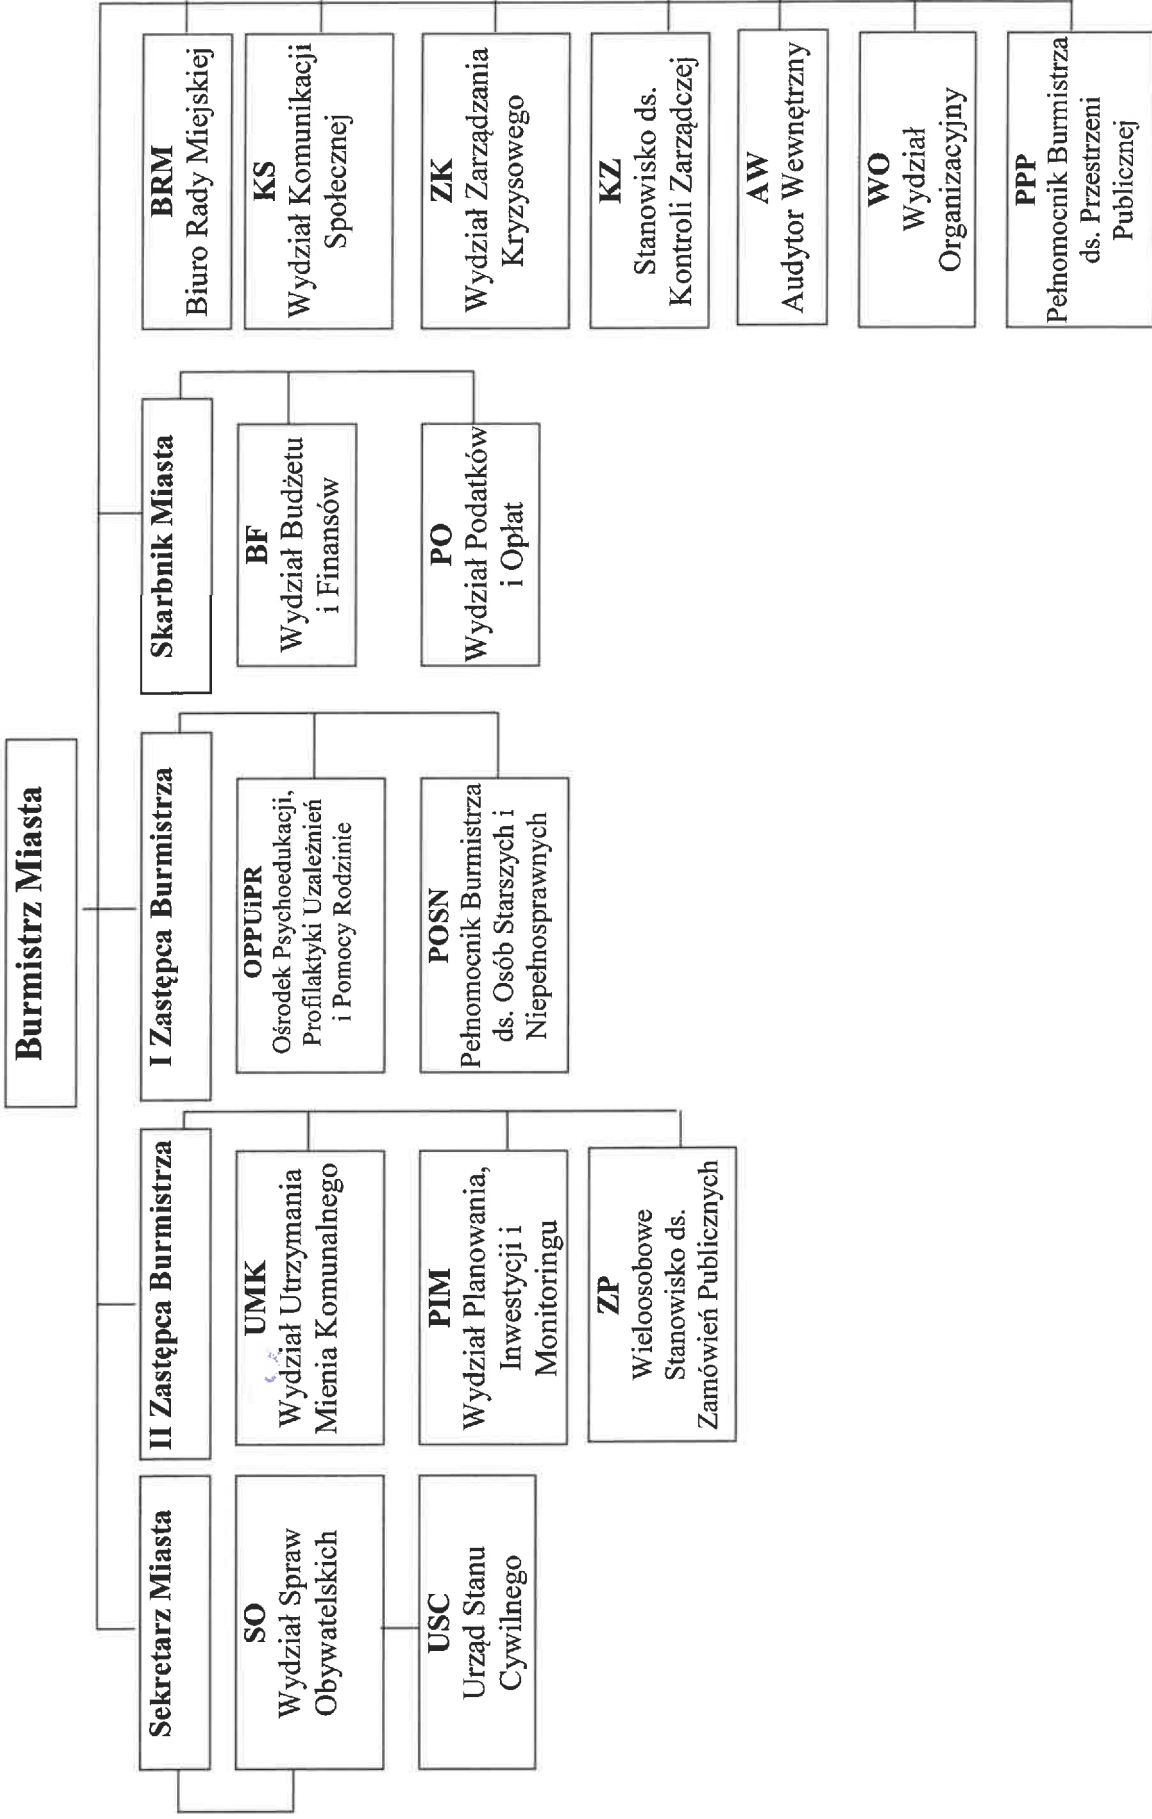 Burmistrz Miasta
Sekretarz Miasta
SO
Wydział Spraw
Obywatelskich
USC
Urząd Stanu
Cywilnego
II Zastępca Burmistrza
UMK
Wydział Utrzymania
Mienia Komunalnego
PIM
Wydział Planowania,
Inwestycji i
Monitoringu
ZP
Wieloosobowe
Stanowisko ds.
Zamówień Publicznych
I Zastępca Burmistrza
OPPUiPR
Ośrodek Psychoedukacji,
Profilaktyki Uzależnień
i Pomocy Rodzinie
POSN
Pełnomocnik Burmistrza
ds. Osób Starszych i
Niepełnosprawnych
Skarbnik Miasta
BF
Wydział Budżetu
i Finansów
PO
Wydział Podatków
i Opłat
BRM
Biuro Rady Miejskiej
KS
Wydział Komunikacji
Społecznej
ZK
Wydział Zarządzania
Kryzysowego
KZ
Stanowisko ds.
Kontroli Zarządczej
AW
Audytor Wewnętrzny
WO
Wydział
Organizacyjny
PPP
Pełnomocnik Burmistrza
ds. Przestrzeni
Publicznej